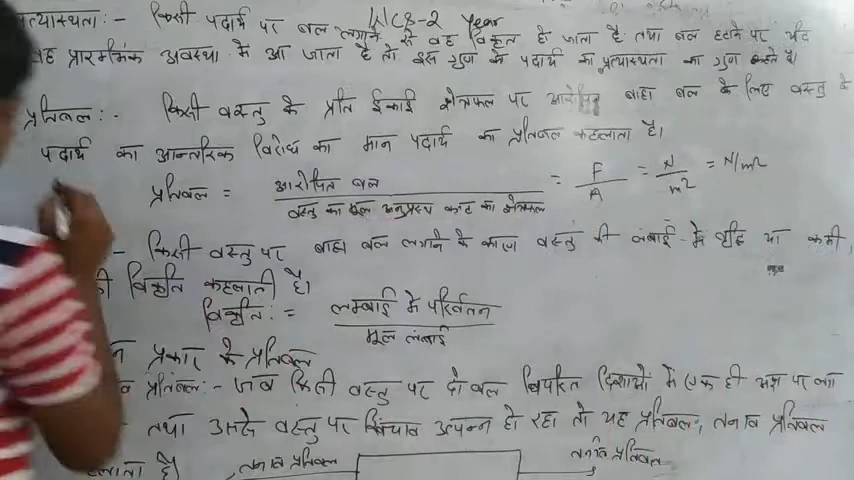 प्रत्यास्थता:- किसी पदार्थ पर बल लगाने से वह विकृत हो जाता है तथा बल हटाने पर यदि
वह प्रारम्भिक अवस्था में आ जाता है तो इस गुण को पदार्थ का प्रत्यास्थता का गुण कहते है।
प्रतिबल:- किसी वस्तु के प्रति ईकाई क्षेत्रफल पर आरोपित बाह्य बल के लिए वस्तु के
पदार्थ का आन्तरिक विरोध का मान पदार्थ का प्रतिबल कहलाता है।
प्रतिबल = आरोपित बल / वस्तु का मूल अनुप्रस्थ काट का क्षेत्रफल = F/A = N/m² = N/m²
- किसी वस्तु पर बाह्य बल लगाने के कारण वस्तु की लंबाई में वृद्धि या कमी,
ही विकृति कहलाती है।
विकृति:= लम्बाई में परिवर्तन / मूल लंबाई
प्रकार के प्रतिबल
प्रतिबल:- जब किसी वस्तु पर दो बल विपरित दिशाओं में एक ही अक्ष पर लग
तथा उससे वस्तु पर खिंचाव उत्पन्न हो रहा तो यह प्रतिबल, तनाव प्रतिबल
कहलाता है।
तनाव प्रतिबल
तनाव प्रतिबल